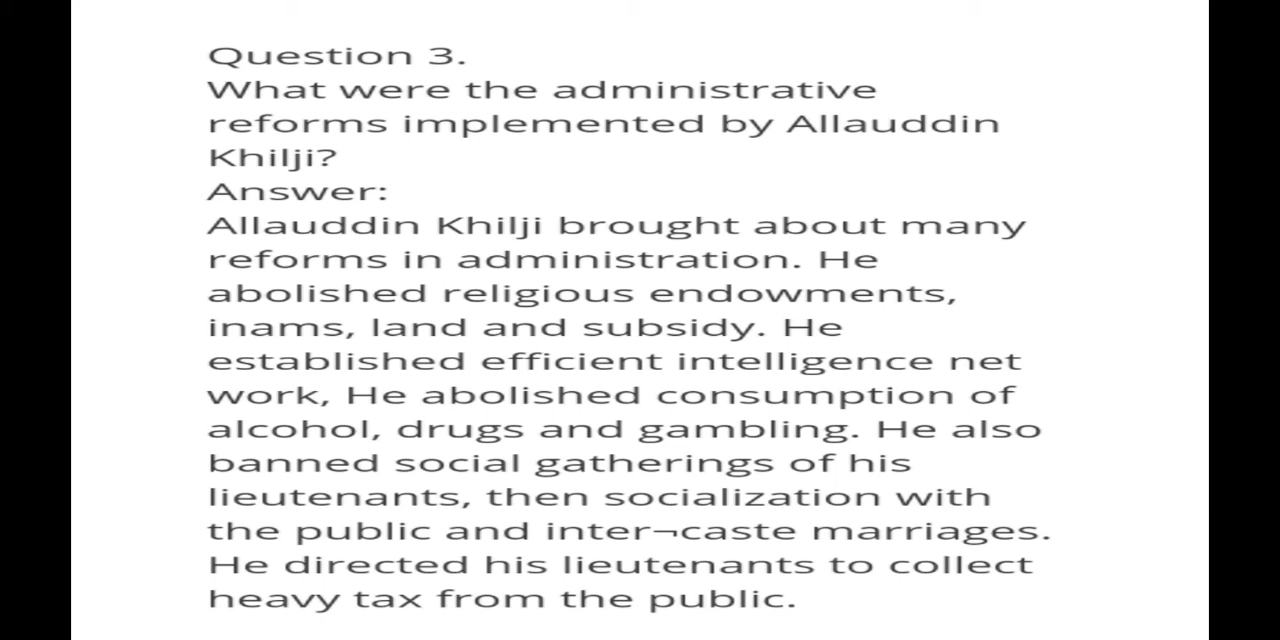 Question 3.
What were the administrative
reforms implemented by Allauddin
Khilji?
Answer:
Allauddin Khilji brought about many
reforms in administration. He
abolished religious endowments,
inams, land and subsidy. He
established efficient intelligence net
work, He abolished consumption of
alcohol, drugs and gambling. He also
banned social gatherings of his
lieutenants, then socialization with
the public and inter¬caste marriages.
He directed his lieutenants to collect
heavy tax from the public.